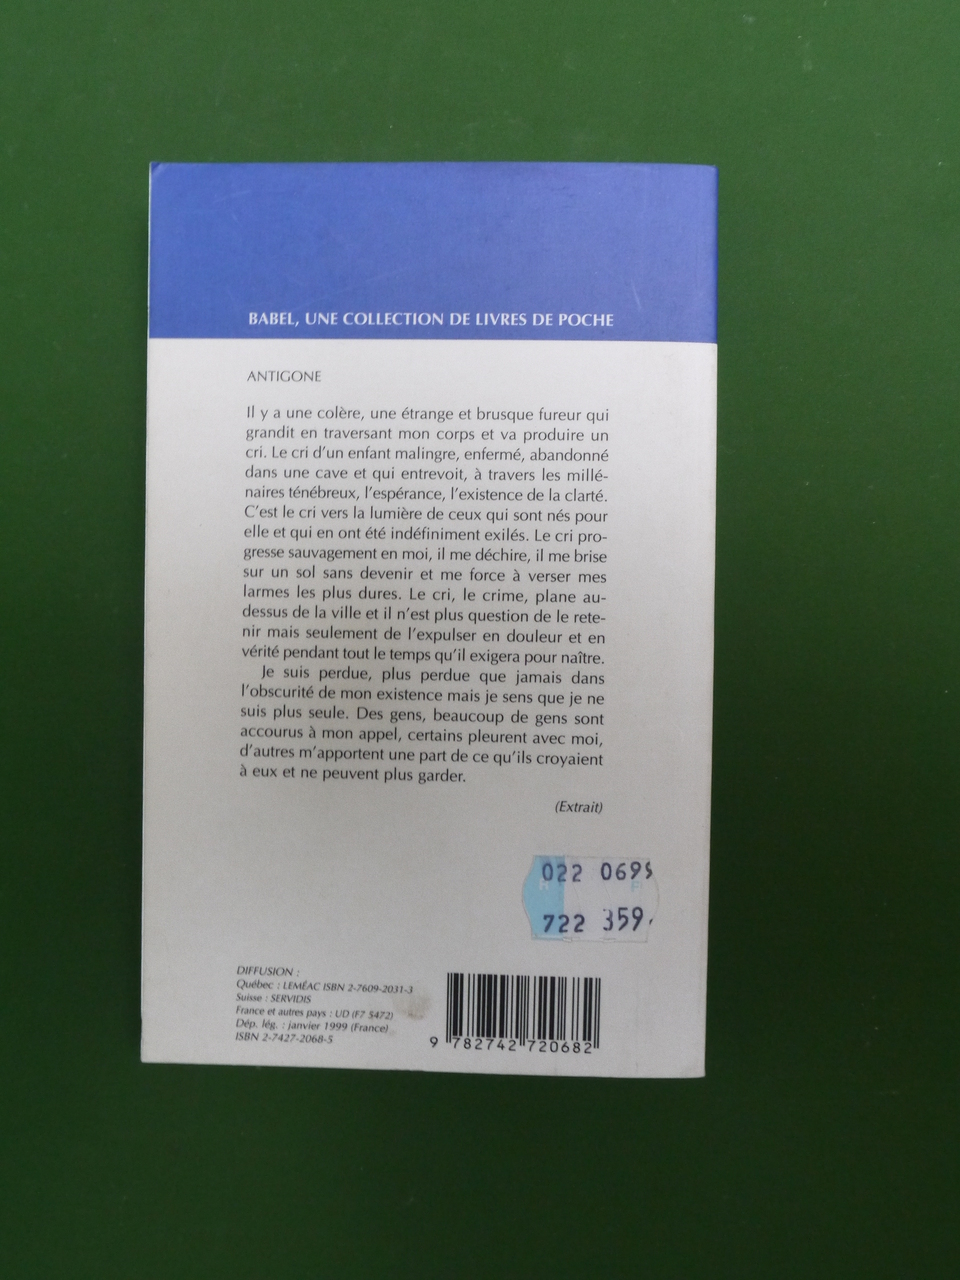 BABEL, UNE COLLECTION DE LIVRES DE POCHE
ANTIGONE
Il y a une colère, une étrange et brusque fureur qui
grandit en traversant mon corps et va produire un
cri. Le cri d'un enfant malingre, enfermé, abandonné
dans une cave et qui entrevoit, à travers les millé-
naires ténébreux, l'espérance, l'existence de la clarté.
C'est le cri vers la lumière de ceux qui sont nés pour
elle et qui en ont été indéfiniment exilés. Le cri pro-
gresse sauvagement en moi, il me déchire, il me brise
sur un sol sans devenir et me force à verser mes
larmes les plus dures. Le cri, le crime, plane au-
dessus de la ville et il n'est plus question de le rete-
nir mais seulement de l'expulser en douleur et en
vérité pendant tout le temps qu'il exigera pour naître.
Je suis perdue, plus perdue que jamais dans
l'obscurité de mon existence mais je sens que je ne
suis plus seule. Des gens, beaucoup de gens sont
accourus à mon appel, certains pleurent avec moi,
d'autres m'apportent une part de ce qu'ils croyaient
à eux et ne peuvent plus garder.
(Extrait)
022 069
722 359
DIFFUSION :
Québec : LEMÉAC ISBN 2-7609-2031-3
Suisse : SERVIDIS
France et autres pays : UD (F7 5472)
Dép. lég. : janvier 1999 (France)
ISBN 2-7427-2068-5
9 782742 720682